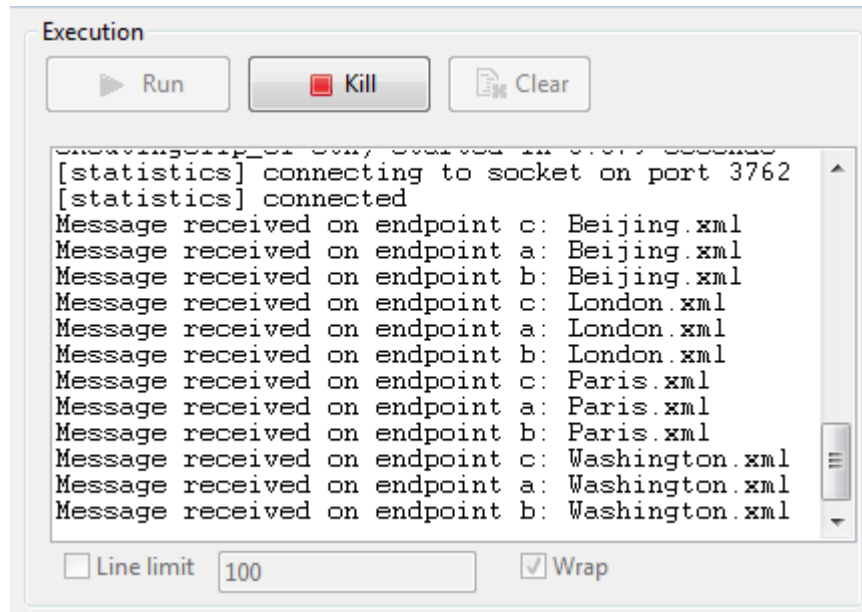 Execution
Run Kill Clear
started in seconds
[statistics] connecting to socket on port 3762
[statistics] connected
Message received on endpoint c: Beijing.xml
Message received on endpoint a: Beijing.xml
Message received on endpoint b: Beijing.xml
Message received on endpoint c: London.xml
Message received on endpoint a: London.xml
Message received on endpoint b: London.xml
Message received on endpoint c: Paris.xml
Message received on endpoint a: Paris.xml
Message received on endpoint b: Paris.xml
Message received on endpoint c: Washington.xml
Message received on endpoint a: Washington.xml
Message received on endpoint b: Washington.xml
Line limit 100 Wrap